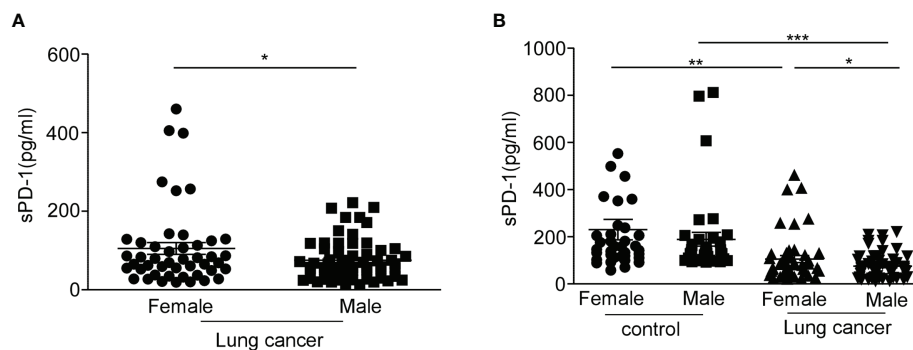 A
sPD-1(pg/ml)
600
400
200
0
*
Female Male
Lung cancer
B
sPD-1(pg/ml)
1000
800
600
400
200
0
***
** *
Female Male Female Male
control Lung cancer